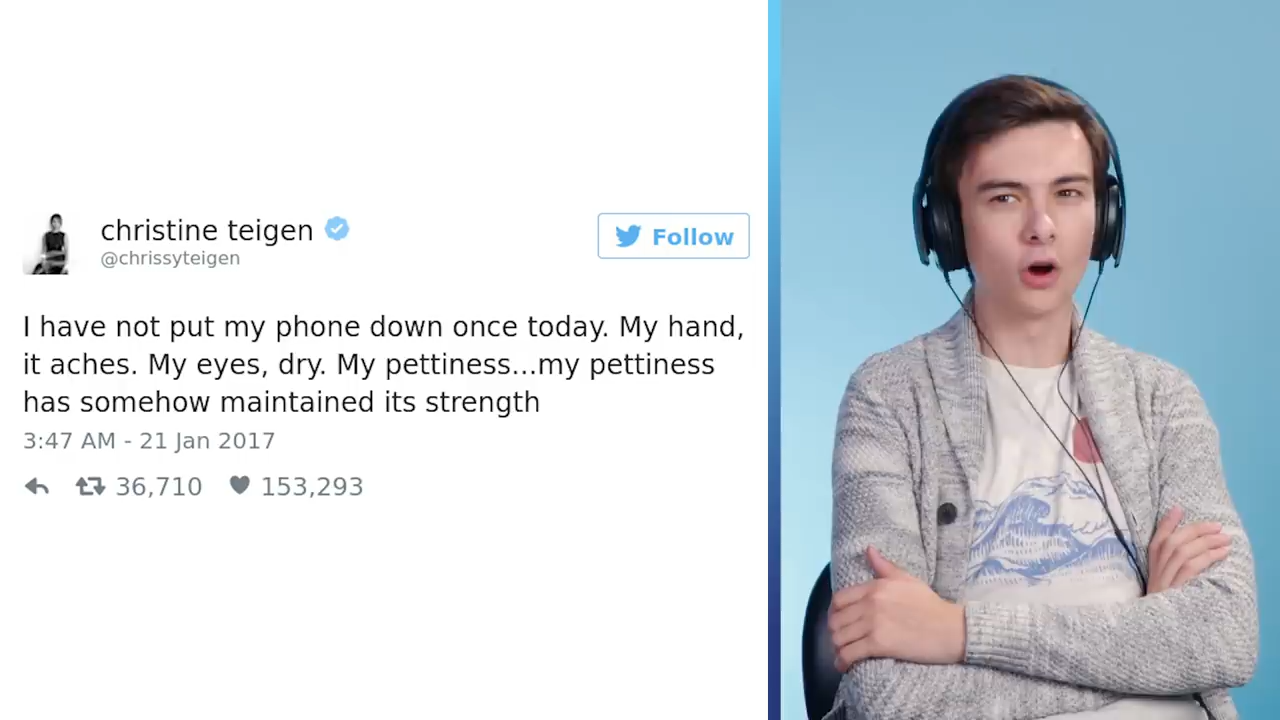 christine teigen
Follow
@chrissyteigen
I have not put my phone down once today. My hand,
it aches. My eyes, dry. My pettiness...my pettiness
has somehow maintained its strength
3:47 AM - 21 Jan 2017
36,710 153,293